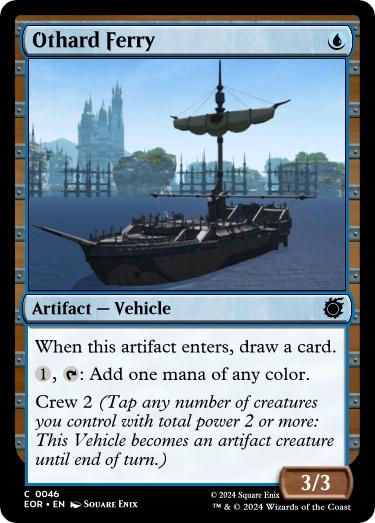 Othard Ferry
Artifact — Vehicle
When this artifact enters, draw a card.
1, : Add one mana of any color.
Crew 2 (Tap any number of creatures
you control with total power 2 or more:
This Vehicle becomes an artifact creature
until end of turn.)
3/3
C 0046
EOR • EN SQUARE ENIX
© 2024 Square Enix
™ & © 2024 Wizards of the Coast